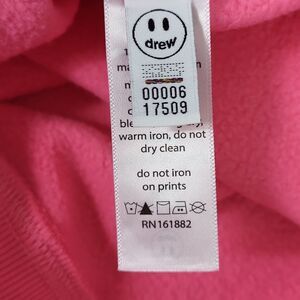 drew
00006
17509
warm iron, do not
dry clean
do not iron
on prints
RN161882